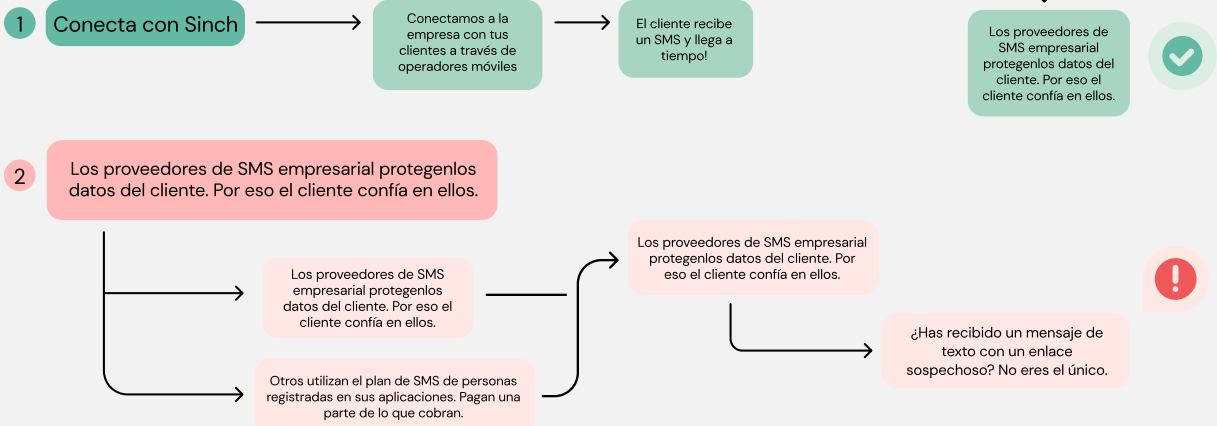 1
Conecta con Sinch
Conectamos a la
empresa con tus
clientes a través de
operadores móviles
El cliente recibe
un SMS y llega a
tiempo!
Los proveedores de
SMS empresarial
protegenlos datos del
cliente. Por eso el
cliente confía en ellos.
2
Los proveedores de SMS empresarial protegenlos
datos del cliente. Por eso el cliente confía en ellos.
Los proveedores de SMS
empresarial protegenlos
datos del cliente. Por eso el
cliente confía en ellos.
Otros utilizan el plan de SMS de personas
registradas en sus aplicaciones. Pagan una
parte de lo que cobran.
Los proveedores de SMS empresarial
protegenlos datos del cliente. Por
eso el cliente confía en ellos.
¿Has recibido un mensaje de
texto con un enlace
sospechoso? No eres el único.